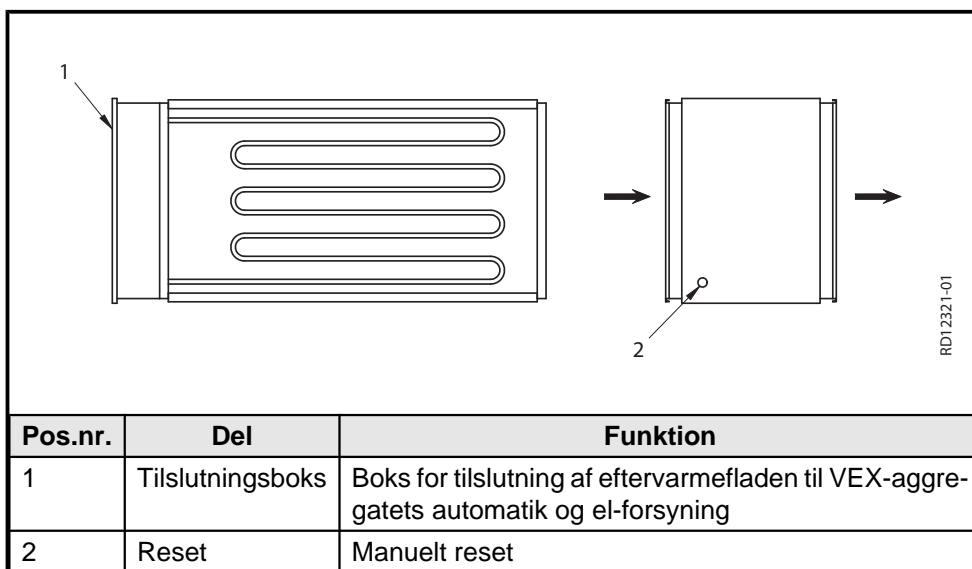 1
2
RD12321-01
Pos.nr. Del Funktion
1 Tilslutningsboks Boks for tilslutning af eftervarmefladen til VEX-aggre-
gatets automatik og el-forsyning
2 Reset Manuelt reset